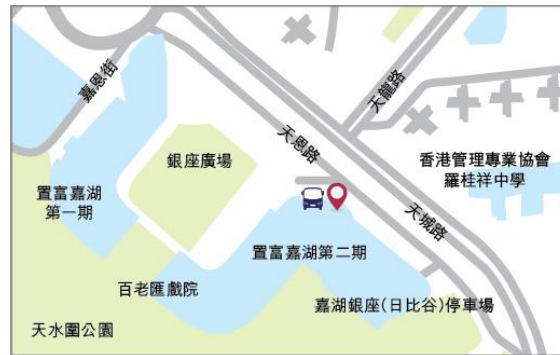 嘉恩街
天龍路
銀座廣場
天恩路
香港管理專業協會
羅桂祥中學
置富嘉湖
第一期
天城路
置富嘉湖第二期
百老匯戲院
嘉湖銀座(日比谷)停車場
天水圍公園